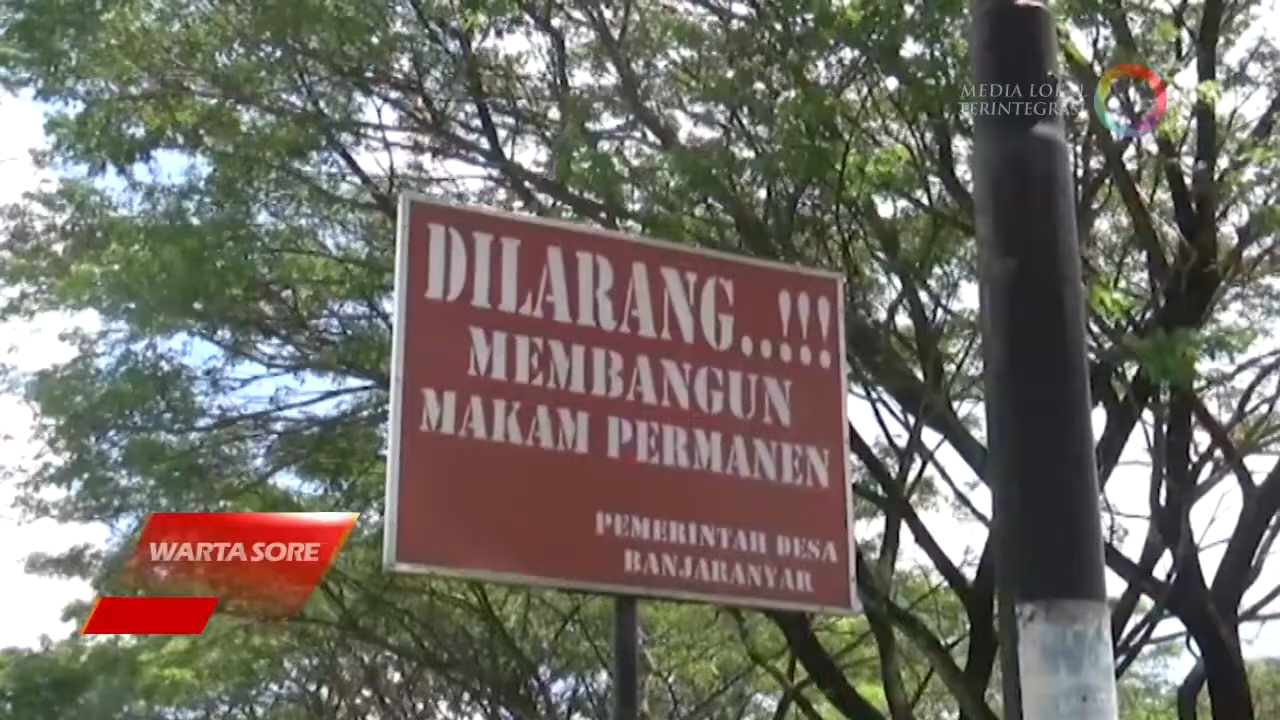 MEDIA LOKAL
TERINTEGRASI
DILARANG..!!!
MEMBANGUN
MAKAM PERMANEN
PEMERINTAH DESA
BANJARANYAR
WARTA SORE